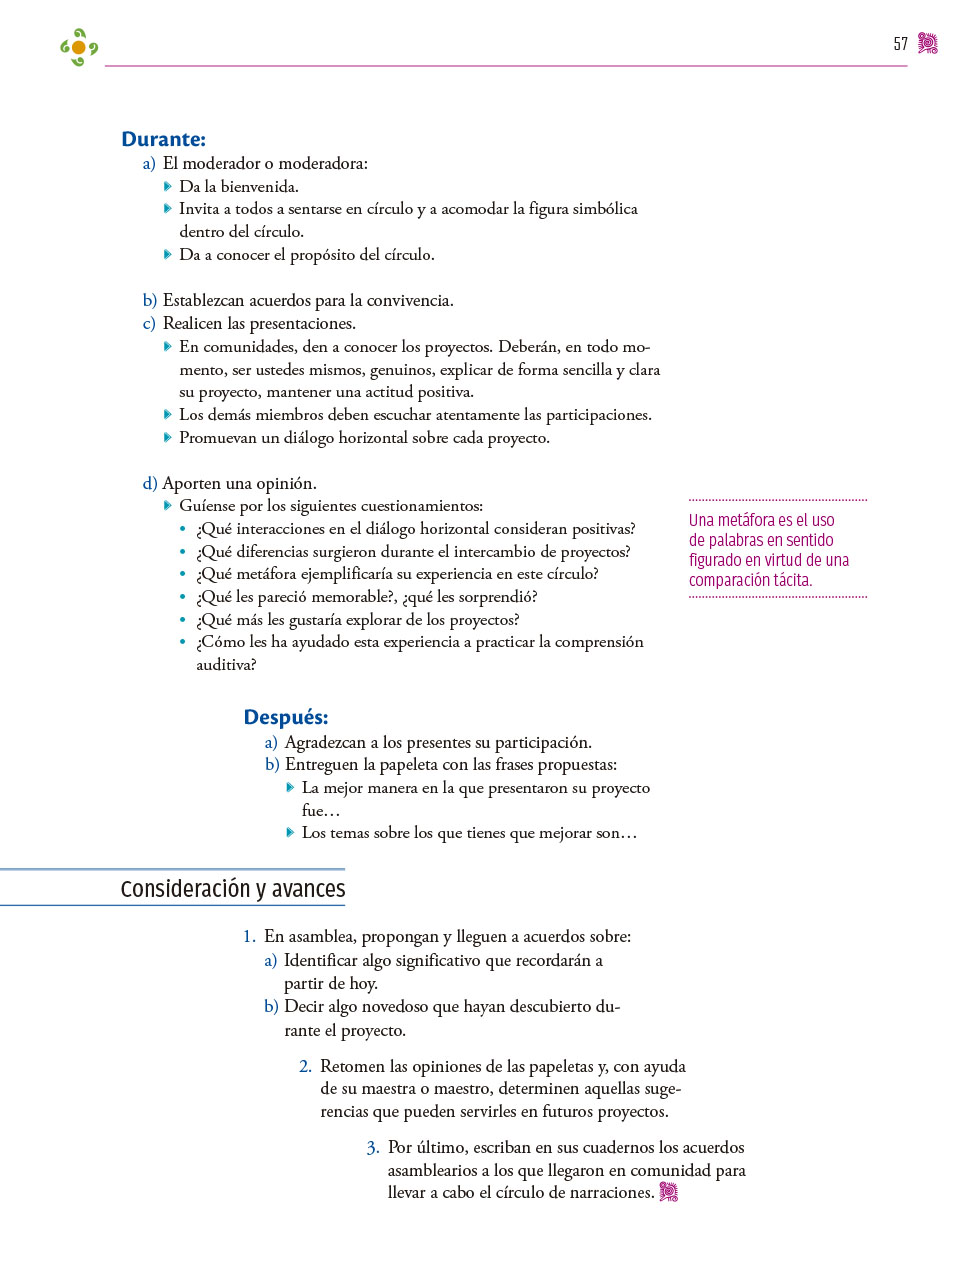 57
Durante:
a) El moderador o moderadora:
Da la bienvenida.
Invita a todos a sentarse en círculo y a acomodar la figura simbólica
dentro del círculo.
Da a conocer el propósito del círculo.
b) Establezcan acuerdos para la convivencia.
c) Realicen las presentaciones.
En comunidades, den a conocer los proyectos. Deberán, en todo mo-
mento, ser ustedes mismos, genuinos, explicar de forma sencilla y clara
su proyecto, mantener una actitud positiva.
Los demás miembros deben escuchar atentamente las participaciones.
Promuevan un diálogo horizontal sobre cada proyecto.
d) Aporten una opinión.
Guíense por los siguientes cuestionamientos:
• ¿Qué interacciones en el diálogo horizontal consideran positivas?
• ¿Qué diferencias surgieron durante el intercambio de proyectos?
• ¿Qué metáfora ejemplificaría su experiencia en este círculo?
• ¿Qué les pareció memorable?, ¿qué les sorprendió?
• ¿Qué más les gustaría explorar de los proyectos?
• ¿Cómo les ha ayudado esta experiencia a practicar la comprensión
auditiva?
Una metáfora es el uso
de palabras en sentido
figurado en virtud de una
comparación tácita.
Después:
a) Agradezcan a los presentes su participación.
b) Entreguen la papeleta con las frases propuestas:
La mejor manera en la que presentaron su proyecto
fue…
Los temas sobre los que tienes que mejorar son…
Consideración y avances
1. En asamblea, propongan y lleguen a acuerdos sobre:
a) Identificar algo significativo que recordarán a
partir de hoy.
b) Decir algo novedoso que hayan descubierto du-
rante el proyecto.
2. Retomen las opiniones de las papeletas y, con ayuda
de su maestra o maestro, determinen aquellas suge-
rencias que pueden servirles en futuros proyectos.
3. Por último, escriban en sus cuadernos los acuerdos
asamblearios a los que llegaron en comunidad para
llevar a cabo el círculo de narraciones.